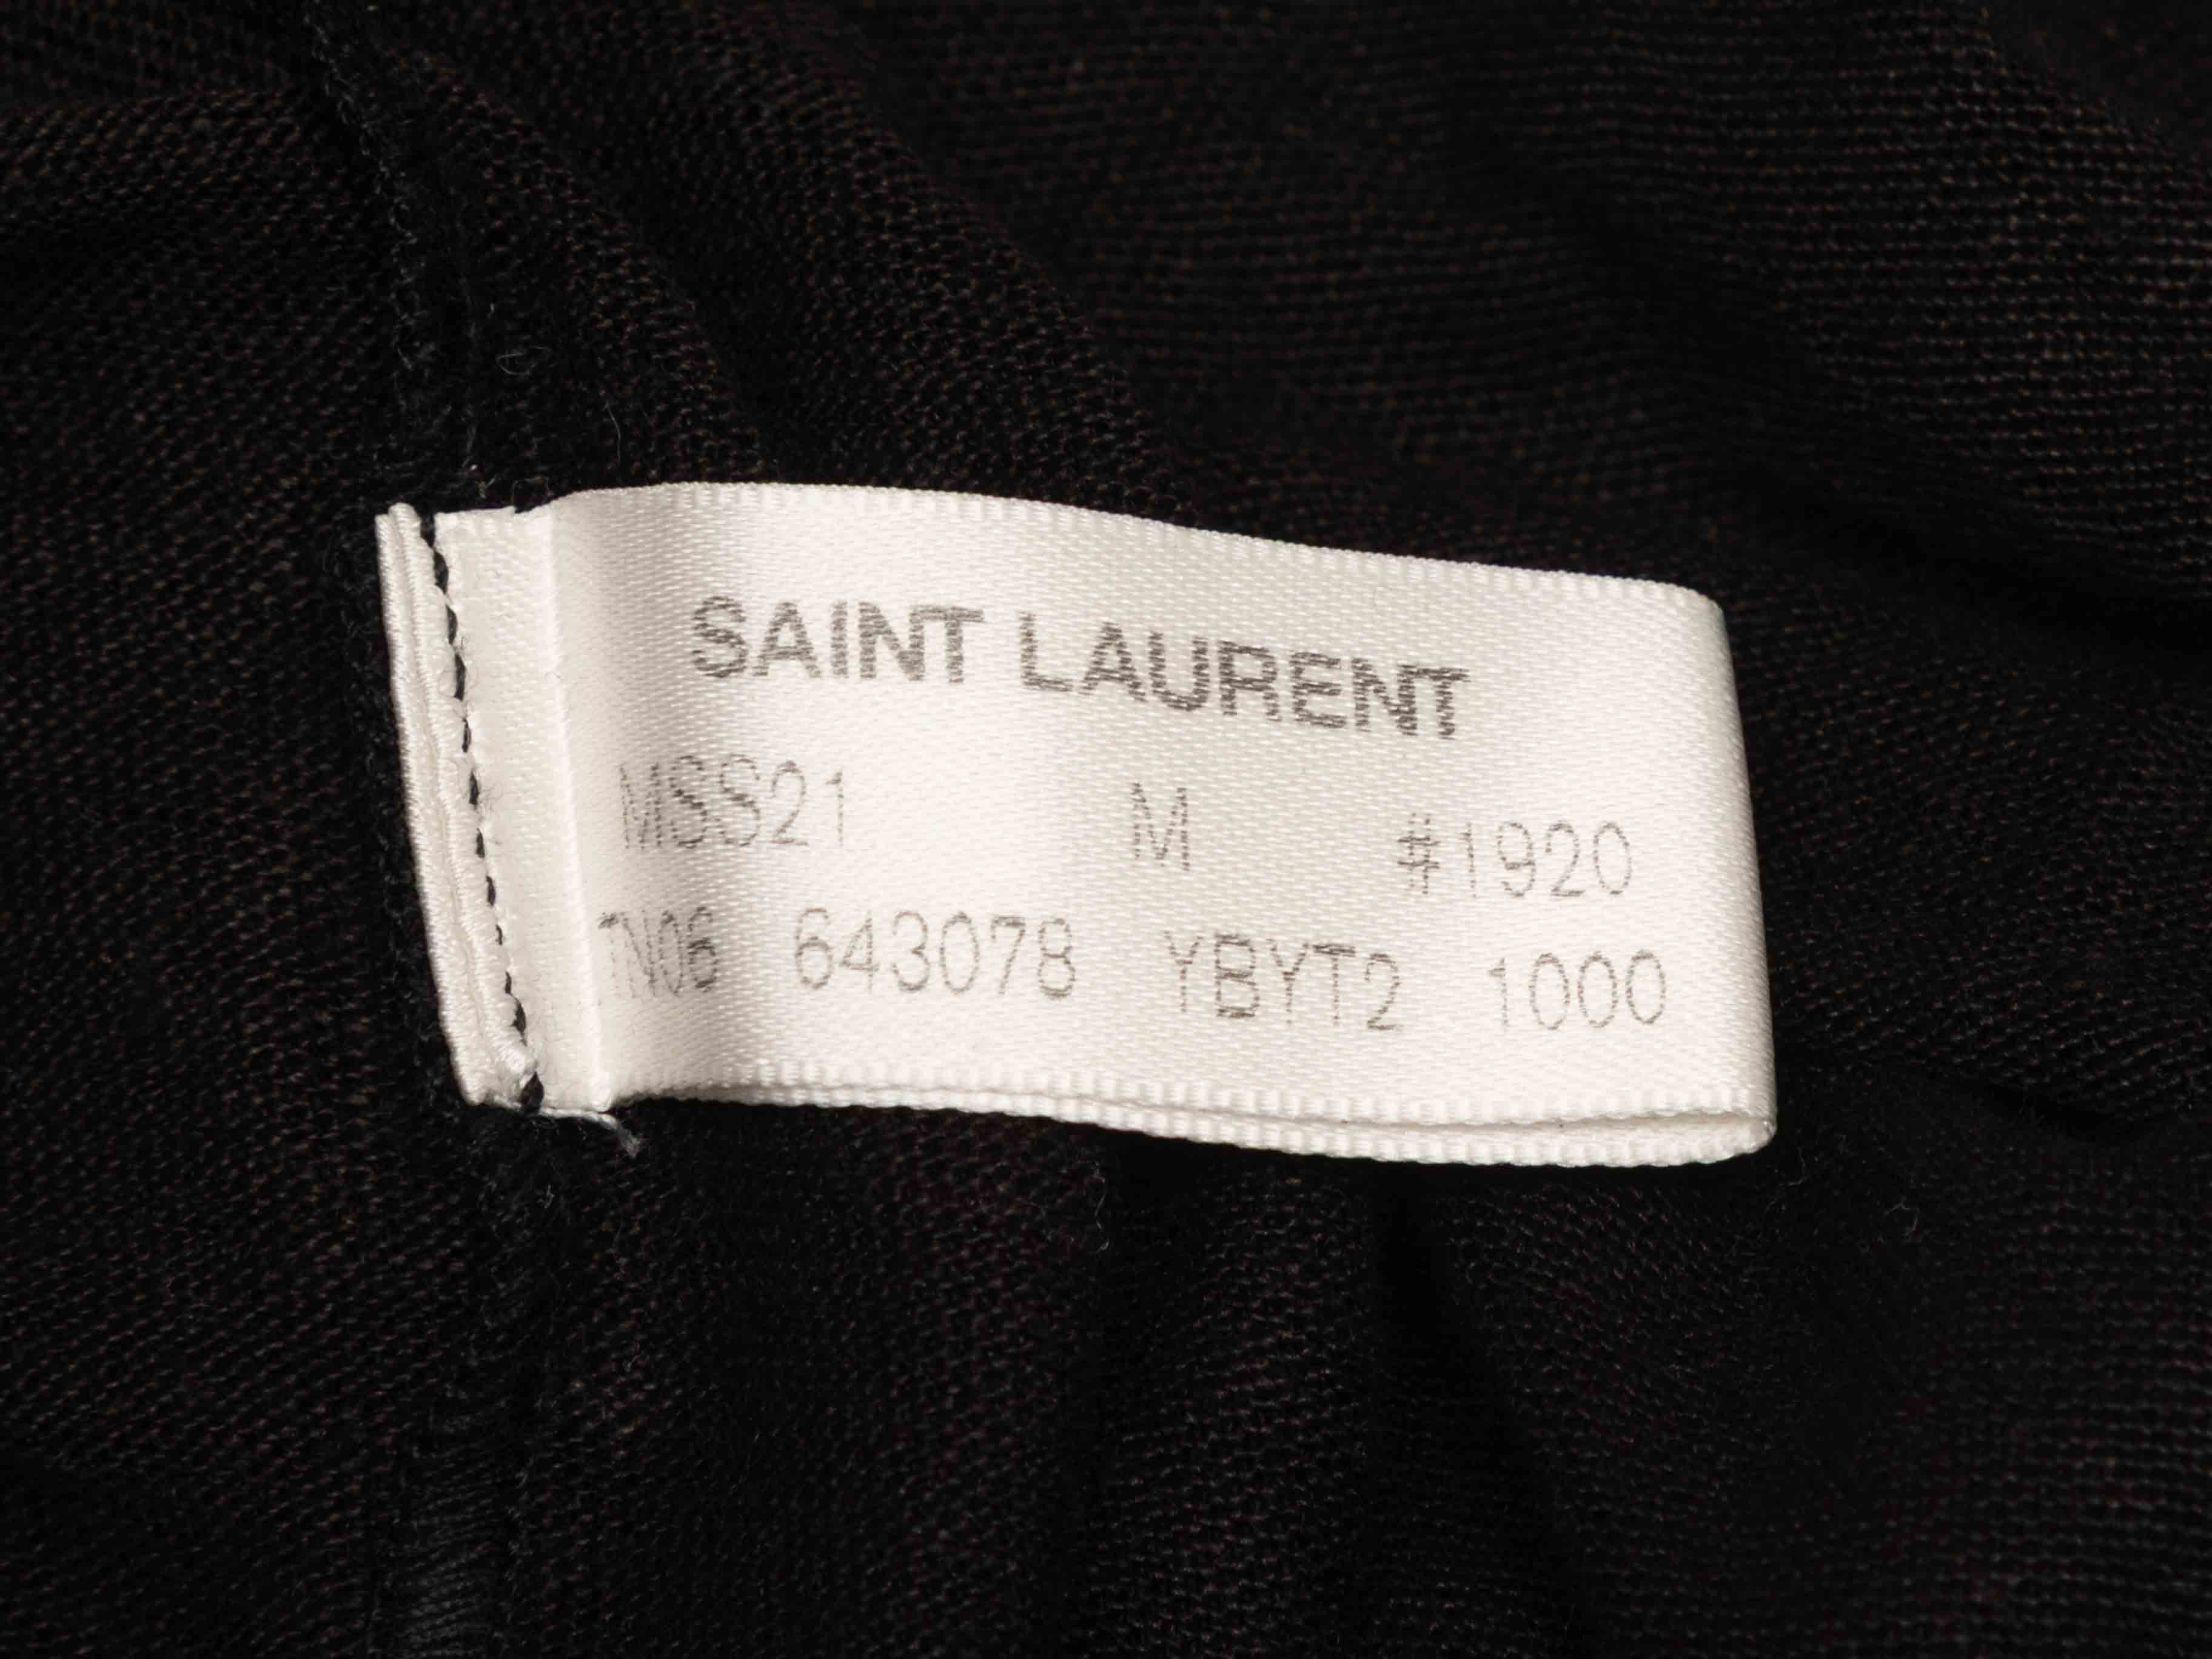 SAINT LAURENT
MSS21 M #1920
TN06 643078 YBYT2 1000